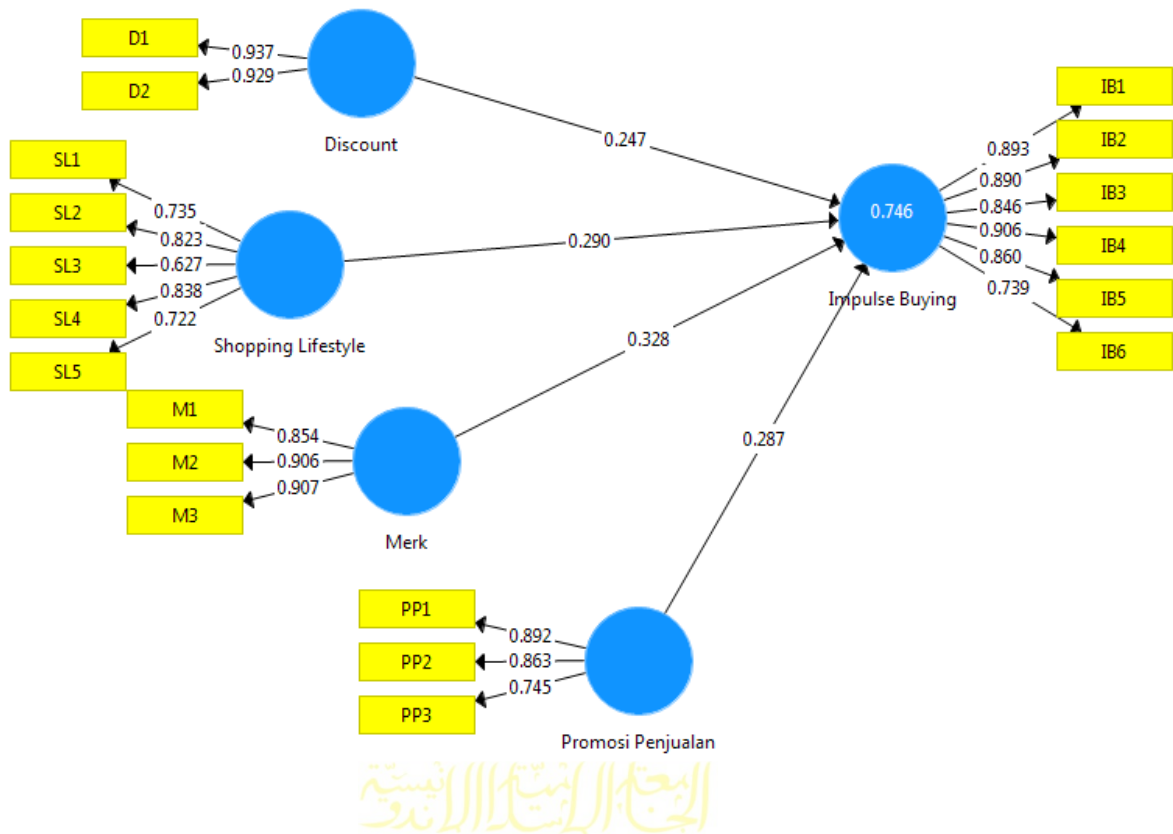 D1
0.937
D2
0.929
Discount
0.247
SL1
0.735
SL2
0.823
SL3
0.627
SL4
0.838
SL5
0.722
Shopping Lifestyle
0.290
M1
0.854
M2
0.906
M3
0.907
Merk
0.328
PP1
0.892
PP2
0.863
PP3
0.745
Promosi Penjualan
0.287
0.746
Impulse Buying
IB1
0.893
IB2
0.890
IB3
0.846
IB4
0.906
IB5
0.860
IB6
0.739